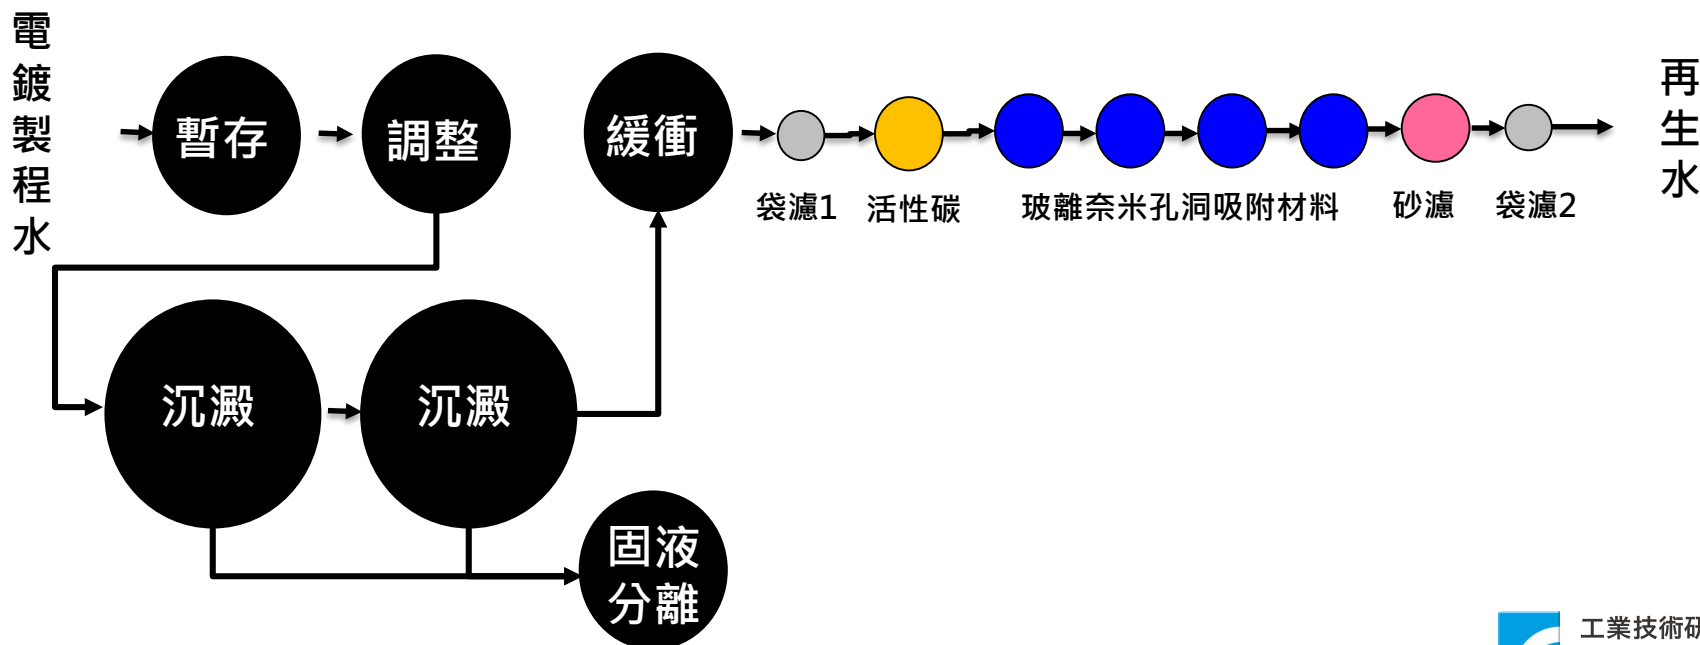 電鍍製程水
暫存
調整
緩衝
再生水
袋濾1
活性碳
玻離奈米孔洞吸附材料
砂濾
袋濾2
沉澱
沉澱
固液
分離
工業技術研